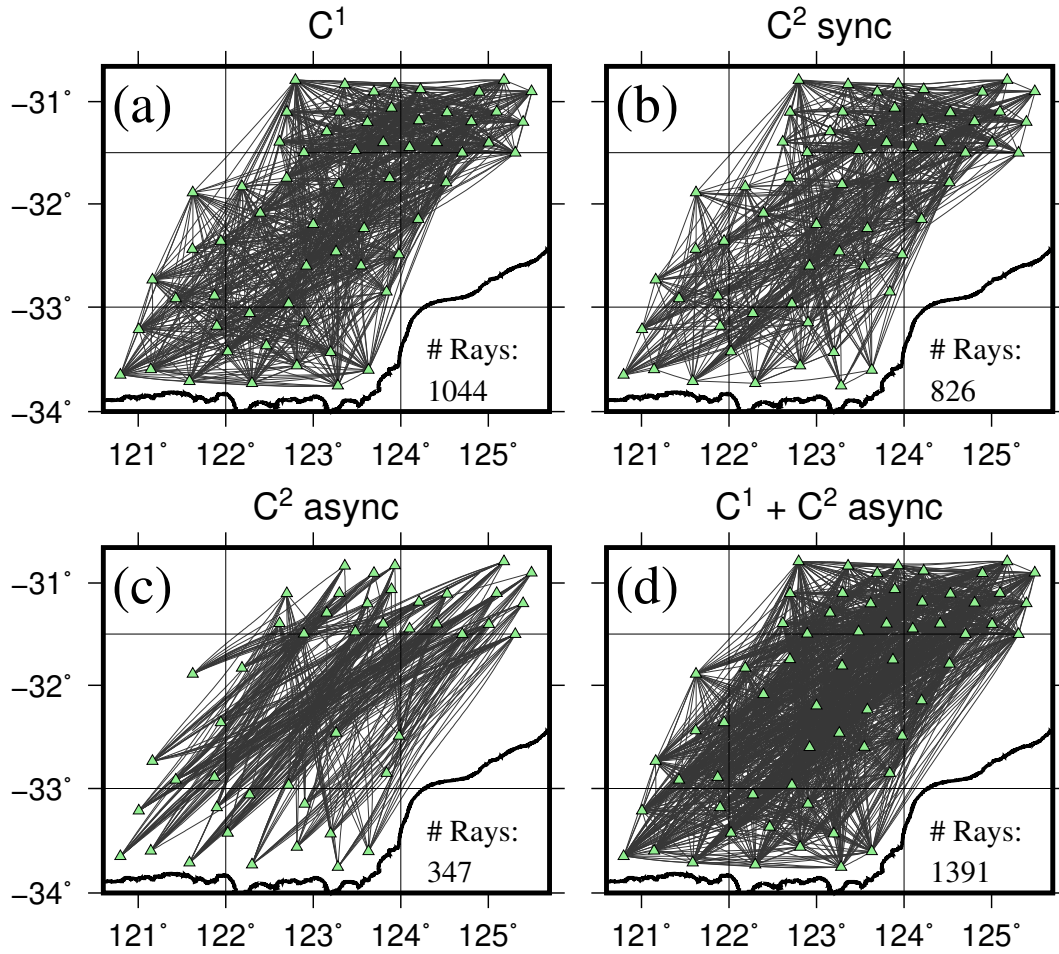 C¹
C² sync
(a)
(b)
−31˚
−32˚
−33˚
−34˚
# Rays:
1044
# Rays:
826
121˚ 122˚ 123˚ 124˚ 125˚
121˚ 122˚ 123˚ 124˚ 125˚
C² async
C¹ + C² async
(c)
(d)
−31˚
−32˚
−33˚
−34˚
# Rays:
347
# Rays:
1391
121˚ 122˚ 123˚ 124˚ 125˚
121˚ 122˚ 123˚ 124˚ 125˚